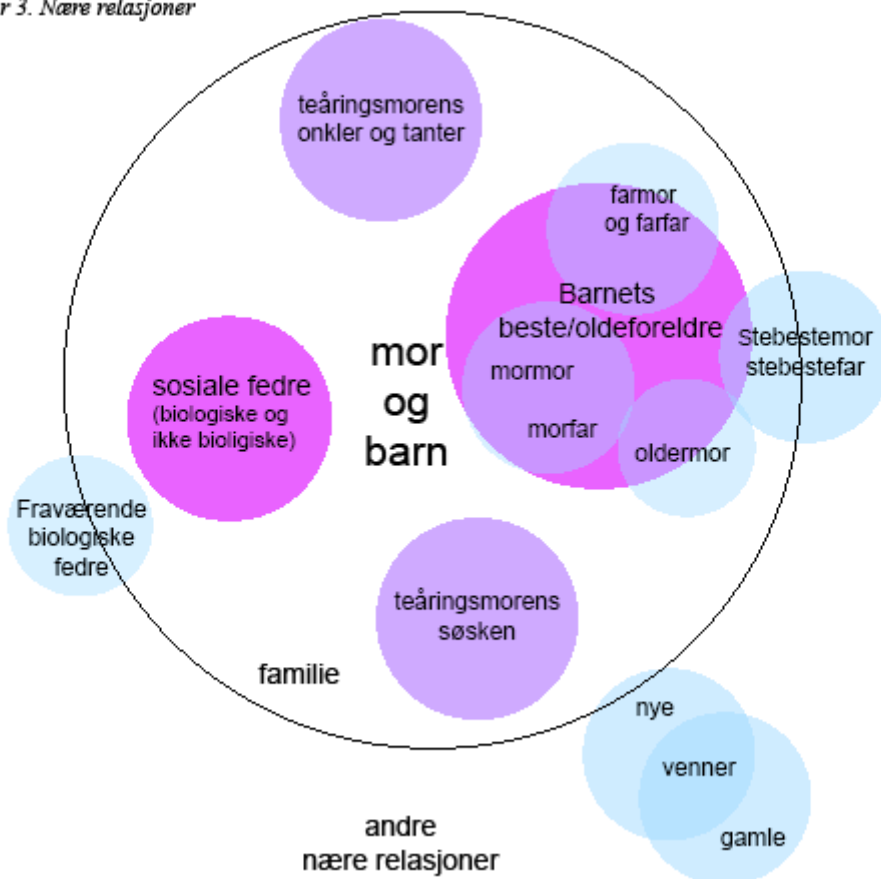 r 3. Nære relasjoner
teåringsmorens
onkler og tanter
farmor
og farfar
Barnets
beste/oldeforeldre
mormor
morfar
oldermor
Stebestemor
stebestefar
mor
og
barn
sosiale fedre
(biologiske og
ikke bioligiske)
Fraværende
biologiske
fedre
teåringsmorens
søsken
familie
nye
venner
gamle
andre
nære relasjoner